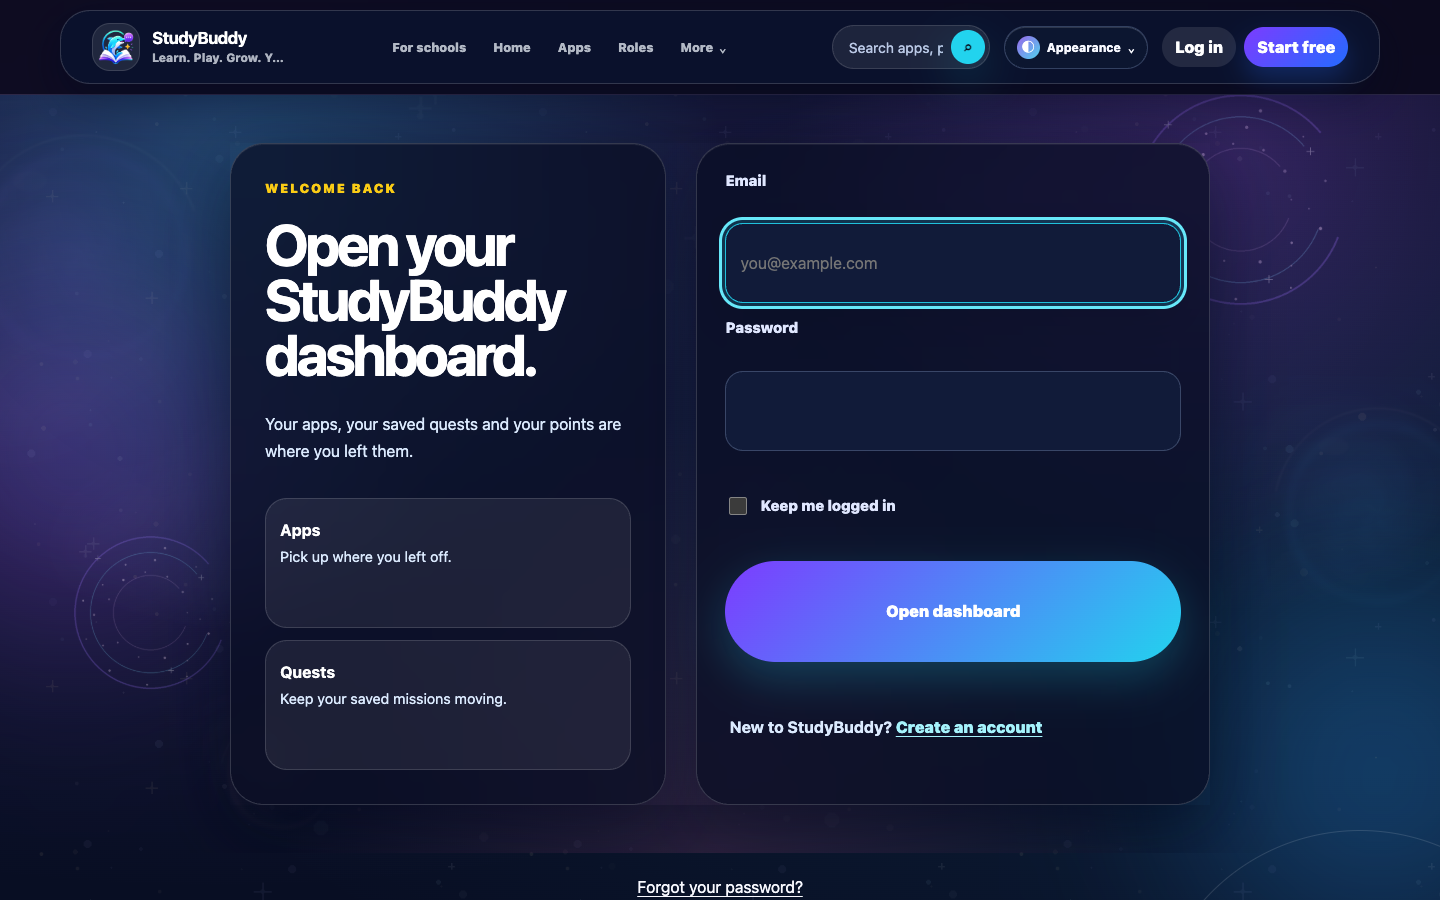 StudyBuddy
Learn. Play. Grow. Y...
For schools
Home
Apps
Roles
More
Search apps, p
Appearance
Log in
Start free
WELCOME BACK
Open your
StudyBuddy
dashboard.
Your apps, your saved quests and your points are
where you left them.
Apps
Pick up where you left off.
Quests
Keep your saved missions moving.
Email
you@example.com
Password
Keep me logged in
Open dashboard
New to StudyBuddy? Create an account
Forgot your password?